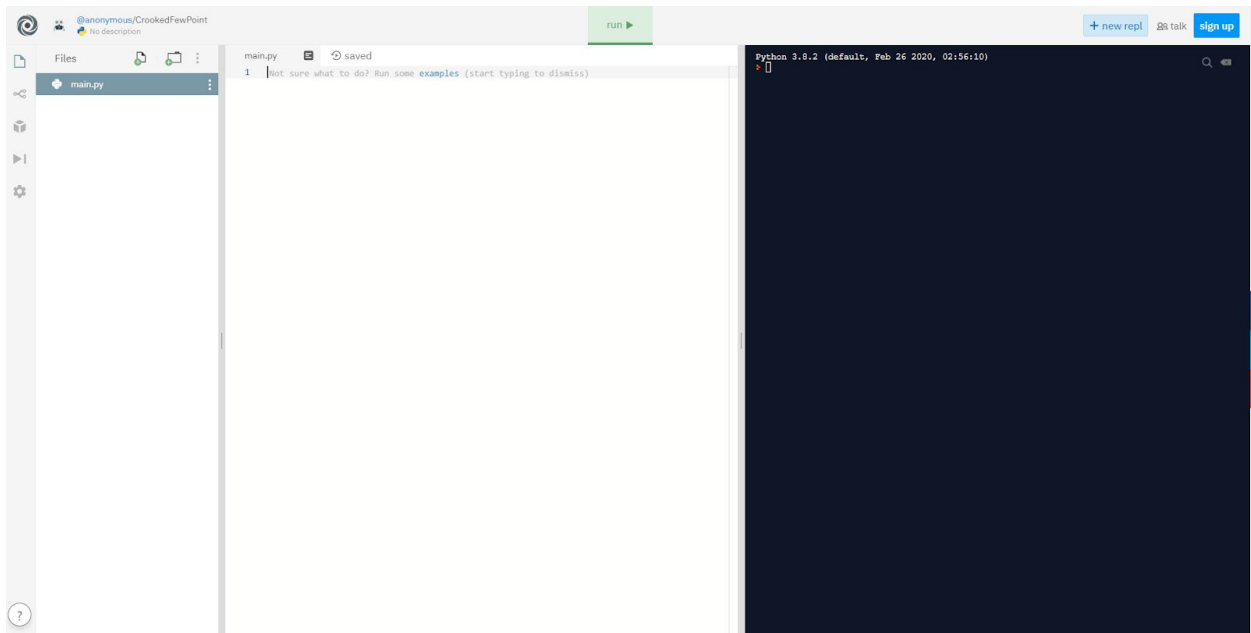 @anonymous/CrookedFewPoint
No description
run
+ new repl
talk
sign up
Files
main.py
main.py
saved
1 Not sure what to do? Run some examples (start typing to dismiss)
Python 3.8.2 (default, Feb 26 2020, 02:56:10)
>
?